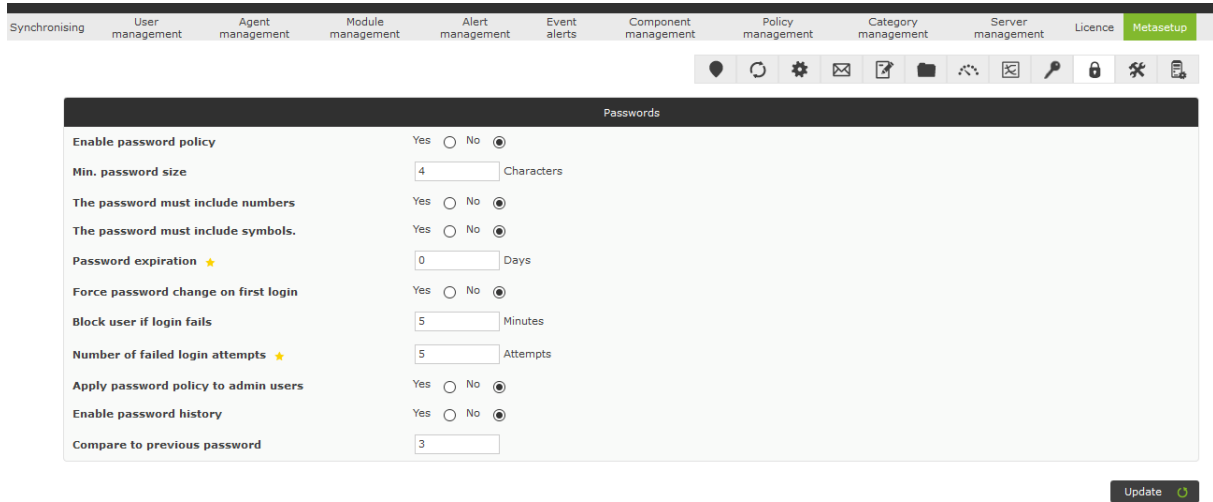 Synchronising User management Agent management Module management Alert management Event alerts Component management Policy management Category management Server management Licence Metasetup
Passwords
Enable password policy Yes No
Min. password size 4 Characters
The password must include numbers Yes No
The password must include symbols. Yes No
Password expiration 0 Days
Force password change on first login Yes No
Block user if login fails 5 Minutes
Number of failed login attempts 5 Attempts
Apply password policy to admin users Yes No
Enable password history Yes No
Compare to previous password 3
Update